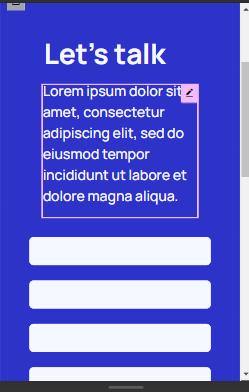 Let's talk
Lorem ipsum dolor sit
amet, consectetur
adipiscing elit, sed do
eiusmod tempor
incididunt ut labore et
dolore magna aliqua.